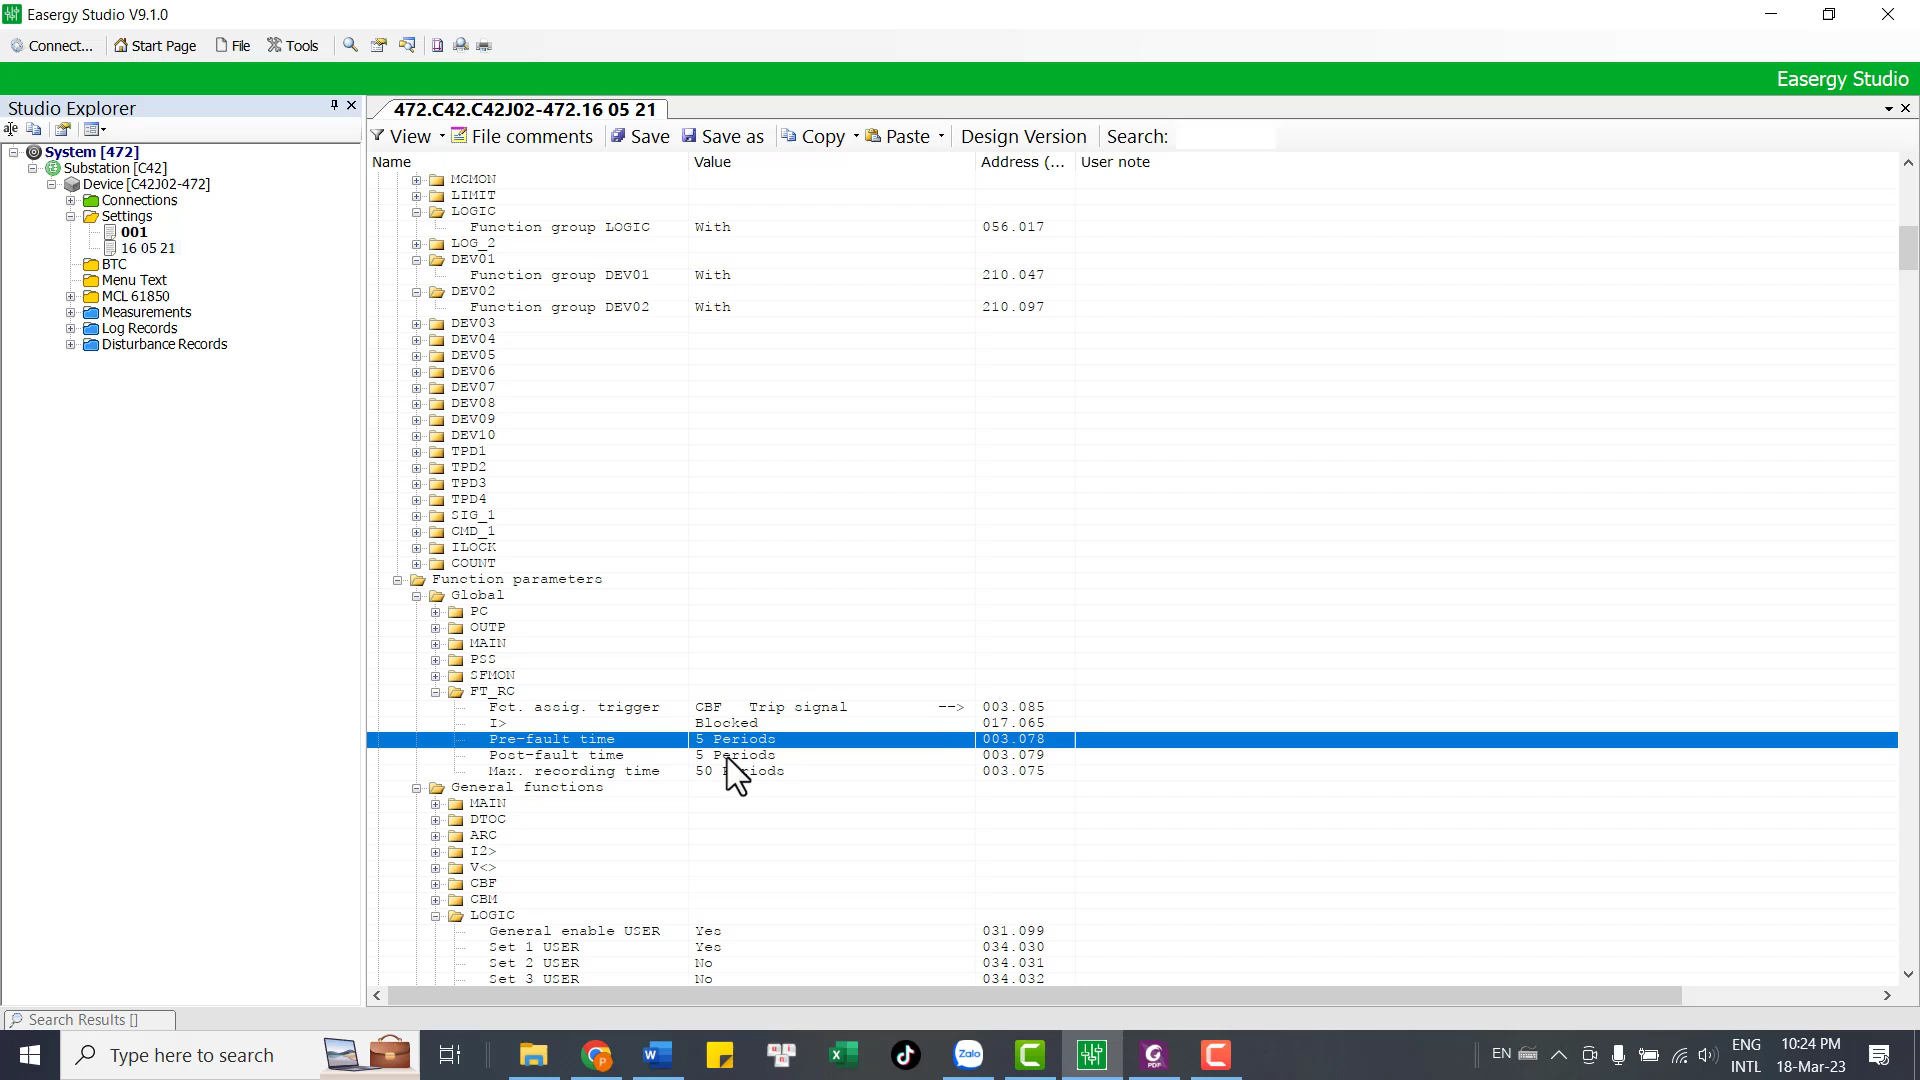 Easergy Studio V9.1.0
Connect... Start Page File Tools
Easergy Studio
Studio Explorer
472.C42.C42J02-472.16 05 21
View File comments Save Save as Copy Paste Design Version Search:
System [472]
Substation [C42]
Device [C42J02-472]
Connections
Settings
001
16 05 21
BTC
Menu Text
MCL 61850
Measurements
Log Records
Disturbance Records
Name Value Address (... User note
MCMON
LIMIT
LOGIC
Function group LOGIC With 056.017
LOG_2
DEV01
Function group DEV01 With 210.047
DEV02
Function group DEV02 With 210.097
DEV03
DEV04
DEV05
DEV06
DEV07
DEV08
DEV09
DEV10
TPD1
TPD2
TPD3
TPD4
SIG_1
CMD_1
ILOCK
COUNT
Function parameters
Global
PC
OUTP
MAIN
PSS
SFMON
FT_RC
Fct. assig. trigger CBF Trip signal --> 003.085
I> Blocked 017.065
Pre-fault time 5 Periods 003.078
Post-fault time 5 Periods 003.079
Max. recording time 50 Periods 003.075
General functions
MAIN
DTOC
ARC
I2>
V<>
CBF
CBM
LOGIC
General enable USER Yes 031.099
Set 1 USER Yes 034.030
Set 2 USER No 034.031
Set 3 USER No 034.032
Search Results []
Type here to search
Zalo
PDF
EN
ENG
INTL
10:24 PM
18-Mar-23